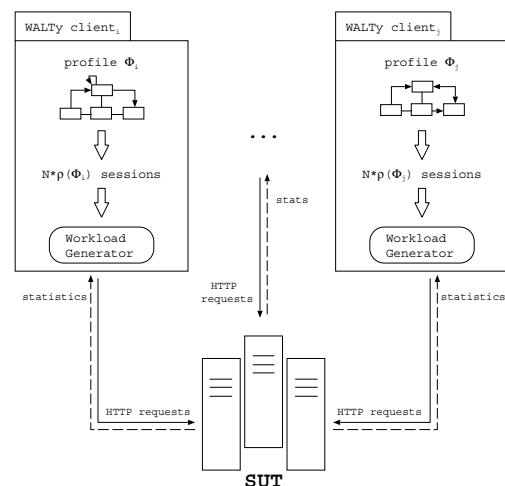 WALTy client_i
profile Φ_i
N*ρ(Φ_i) sessions
Workload
Generator
WALTy client_j
profile Φ_j
N*ρ(Φ_j) sessions
Workload
Generator
...
stats
HTTP
requests
statistics
HTTP requests
statistics
HTTP requests
SUT